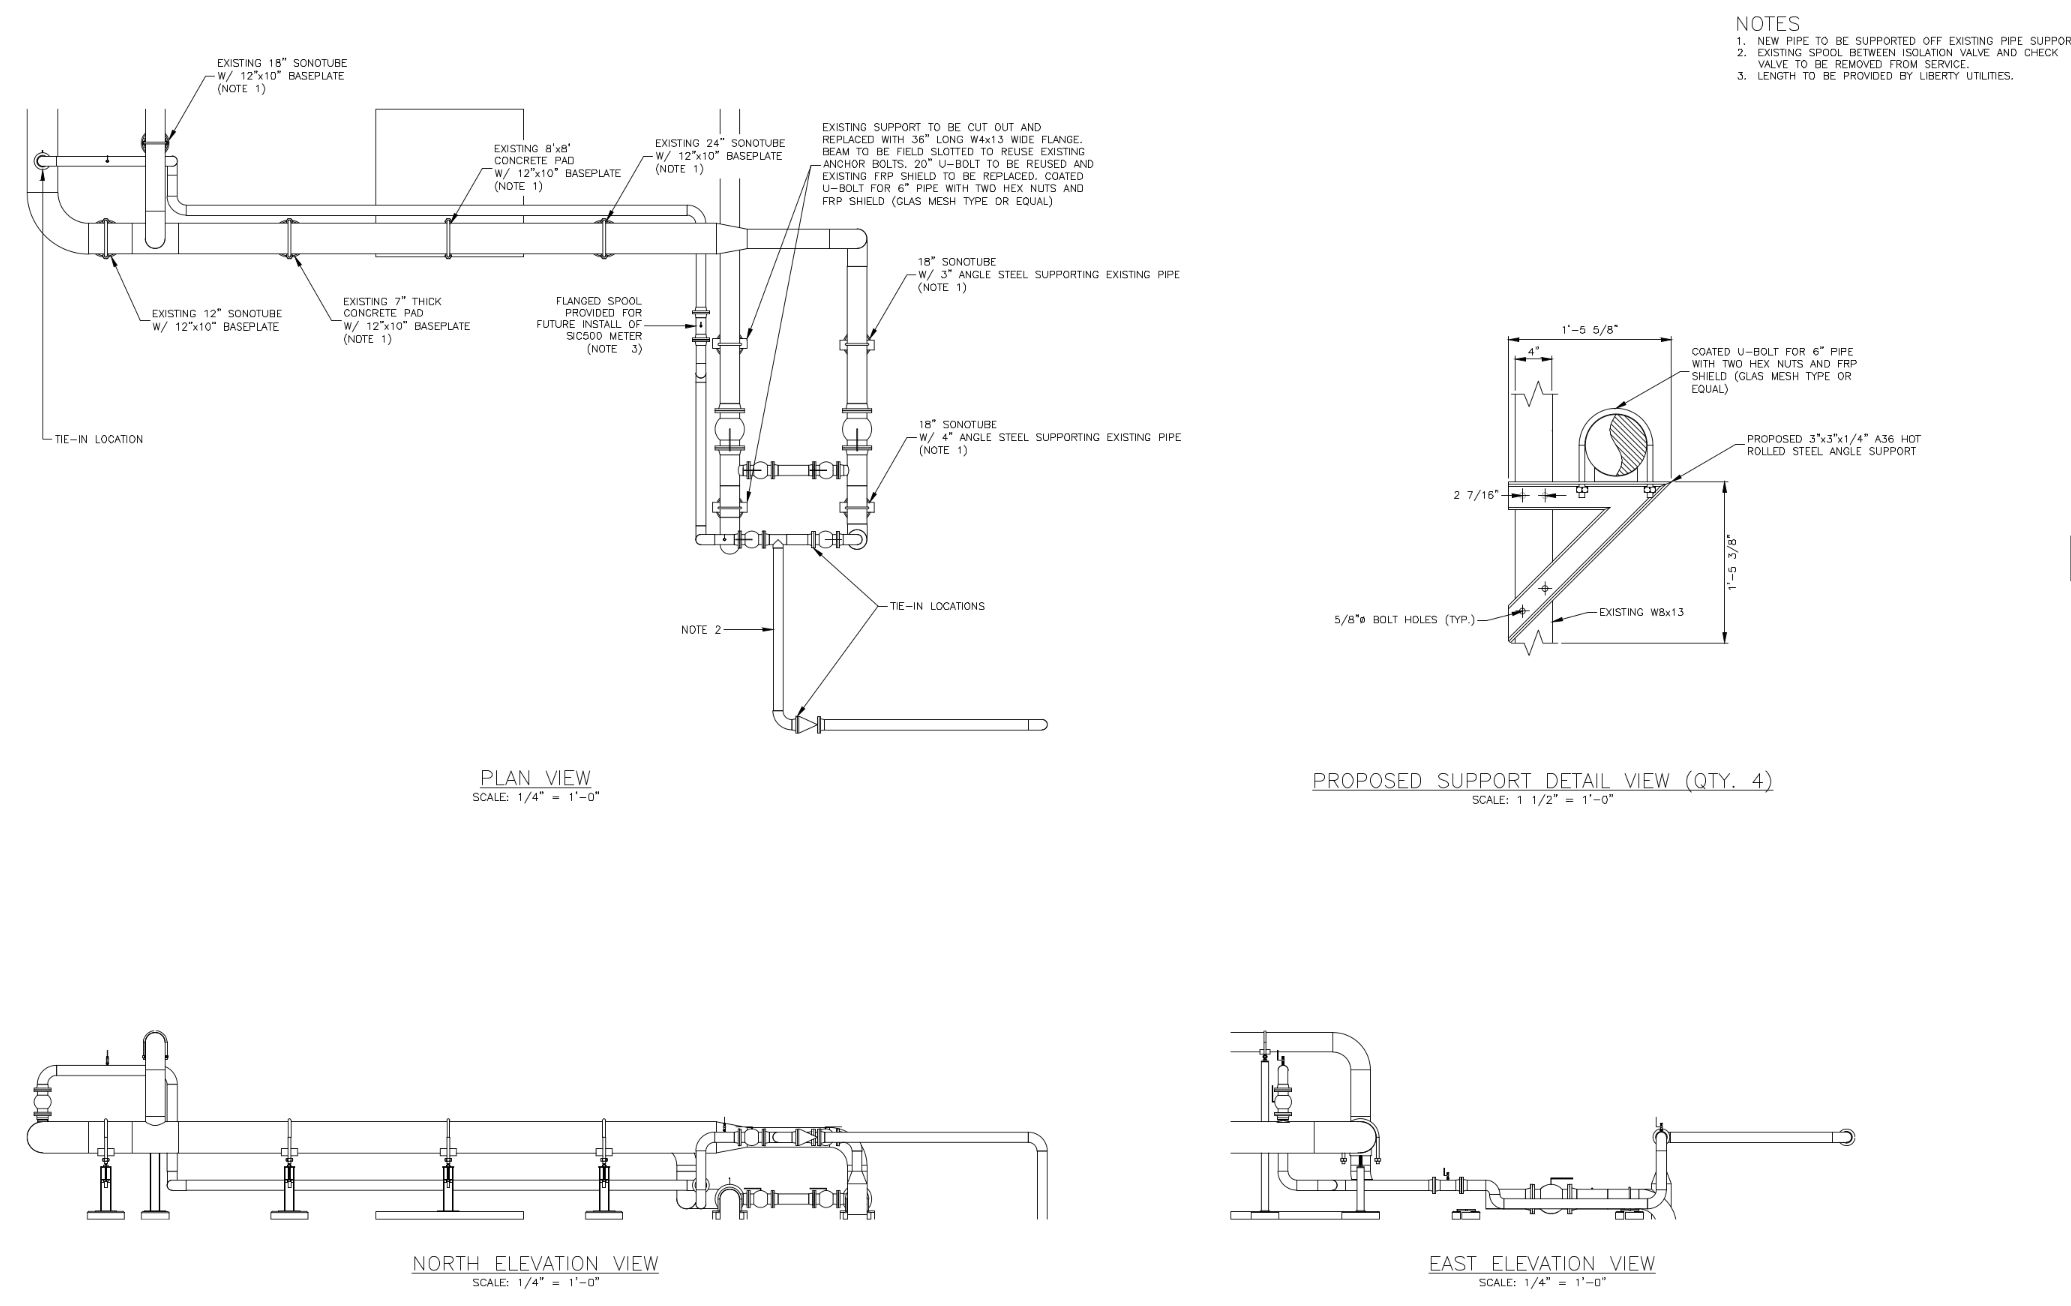 NOTES
1. NEW PIPE TO BE SUPPORTED OFF EXISTING PIPE
2. EXISTING SPOOL BETWEEN ISOLATION VALVE AND CHECK
VALVE TO BE REMOVED FROM SERVICE.
3. LENGTH TO BE PROVIDED BY LIBERTY UTILITIES.
EXISTING 18" SONOTUBE
W/ 12"x10" BASEPLATE
(NOTE 1)
EXISTING 8'x8'
CONCRETE PAD
W/ 12"x10" BASEPLATE
(NOTE 1)
EXISTING 24" SONOTUBE
W/ 12"x10" BASEPLATE
(NOTE 1)
EXISTING SUPPORT TO BE CUT OUT AND
REPLACED WITH 36" LONG W4x13 WIDE FLANGE.
BEAM TO BE FIELD SLOTTED TO REUSE EXISTING
ANCHOR BOLTS. 20" U-BOLT TO BE REUSED AND
EXISTING FRP SHIELD TO BE REPLACED. COATED
U-BOLT FOR 6" PIPE WITH TWO HEX NUTS AND
FRP SHIELD (GLAS MESH TYPE OR EQUAL)
18" SONOTUBE
W/ 3" ANGLE STEEL SUPPORTING EXISTING PIPE
(NOTE 1)
EXISTING 12" SONOTUBE
W/ 12"x10" BASEPLATE
EXISTING 7" THICK
CONCRETE PAD
W/ 12"x10" BASEPLATE
(NOTE 1)
FLANGED SPOOL
PROVIDED FOR
FUTURE INSTALL OF
SIC500 METER
(NOTE 3)
TIE-IN LOCATION
18" SONOTUBE
W/ 4" ANGLE STEEL SUPPORTING EXISTING PIPE
(NOTE 1)
TIE-IN LOCATIONS
NOTE 2
PLAN VIEW
SCALE: 1/4" = 1'-0"
1'-5 5/8"
4"
COATED U-BOLT FOR 6" PIPE
WITH TWO HEX NUTS AND FRP
SHIELD (GLAS MESH TYPE OR
EQUAL)
PROPOSED 3"x3"x1/4" A36 HOT
ROLLED STEEL ANGLE SUPPORT
2 7/16"
1'-5 3/8"
5/8"ø BOLT HOLES (TYP.)
EXISTING W8x13
PROPOSED SUPPORT DETAIL VIEW (QTY. 4)
SCALE: 1 1/2" = 1'-0"
NORTH ELEVATION VIEW
SCALE: 1/4" = 1'-0"
EAST ELEVATION VIEW
SCALE: 1/4" = 1'-0"